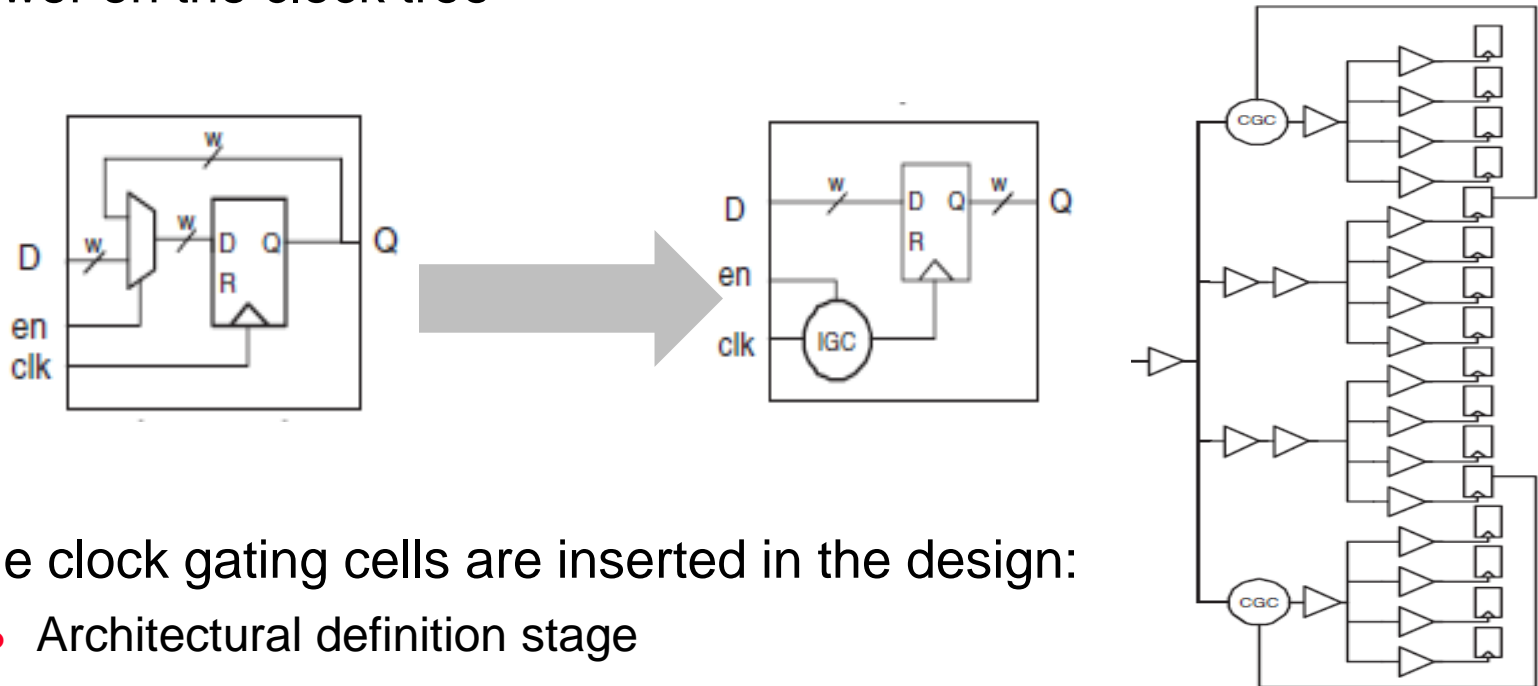 wer on the clock tree
w
D
w
w
D Q
R
Q
en
clk
D
w
D Q
R
w
Q
en
clk
IGC
CGC
CGC
e clock gating cells are inserted in the design:
Architectural definition stage